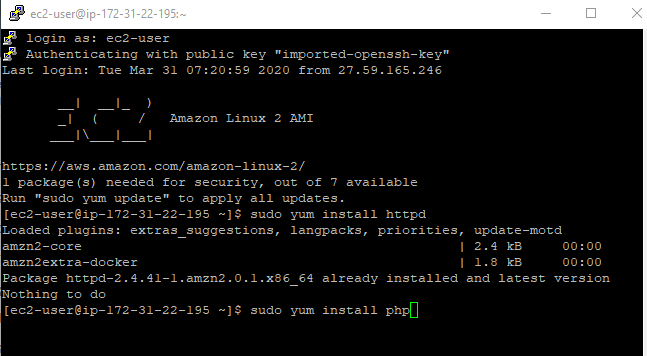 ec2-user@ip-172-31-22-195:~
login as: ec2-user
Authenticating with public key "imported-openssh-key"
Last login: Tue Mar 31 07:20:59 2020 from 27.59.165.246
__|  __|_  )
_|  (     /   Amazon Linux 2 AMI
___|\___|___|
https://aws.amazon.com/amazon-linux-2/
1 package(s) needed for security, out of 7 available
Run "sudo yum update" to apply all updates.
[ec2-user@ip-172-31-22-195 ~]$ sudo yum install httpd
Loaded plugins: extras_suggestions, langpacks, priorities, update-motd
amzn2-core | 2.4 kB 00:00
amzn2extra-docker | 1.8 kB 00:00
Package httpd-2.4.41-1.amzn2.0.1.x86_64 already installed and latest version
Nothing to do
[ec2-user@ip-172-31-22-195 ~]$ sudo yum install php